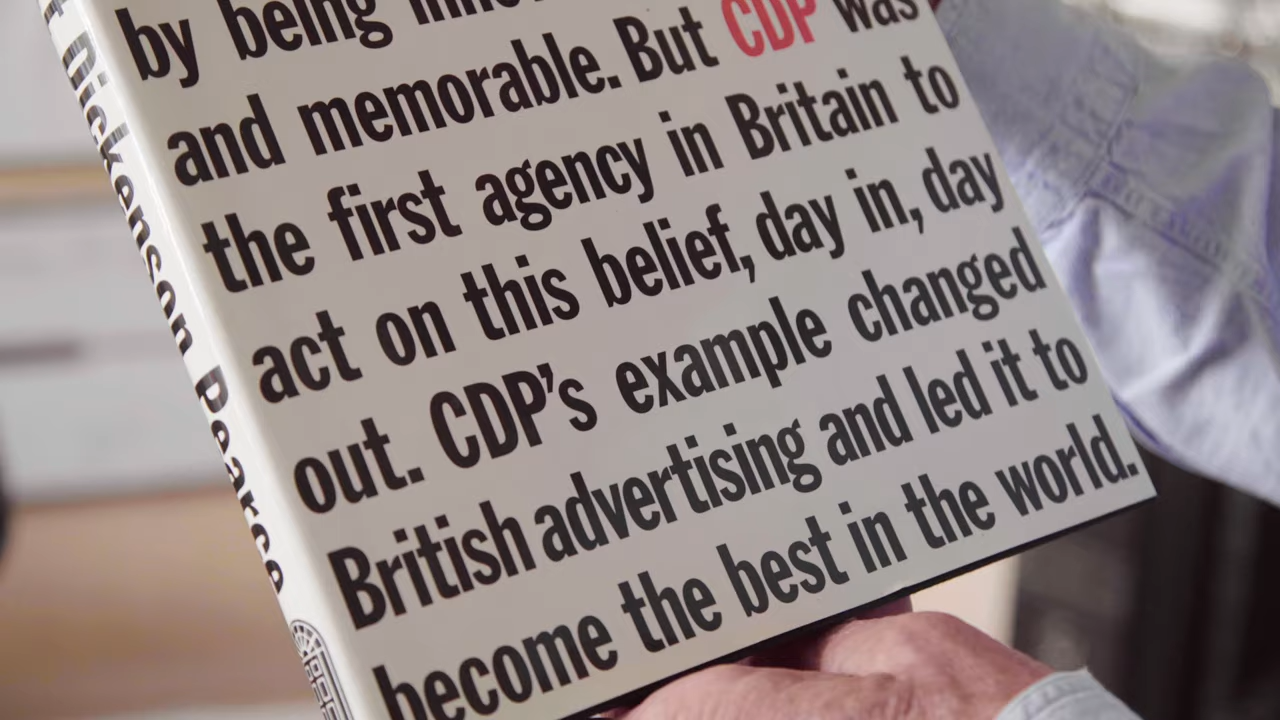 by being
and memorable. But CDP was
the first agency in Britain to
act on this belief, day in, day
out. CDP's example changed
British advertising and led it to
become the best in the world.
Dickenson Pearce